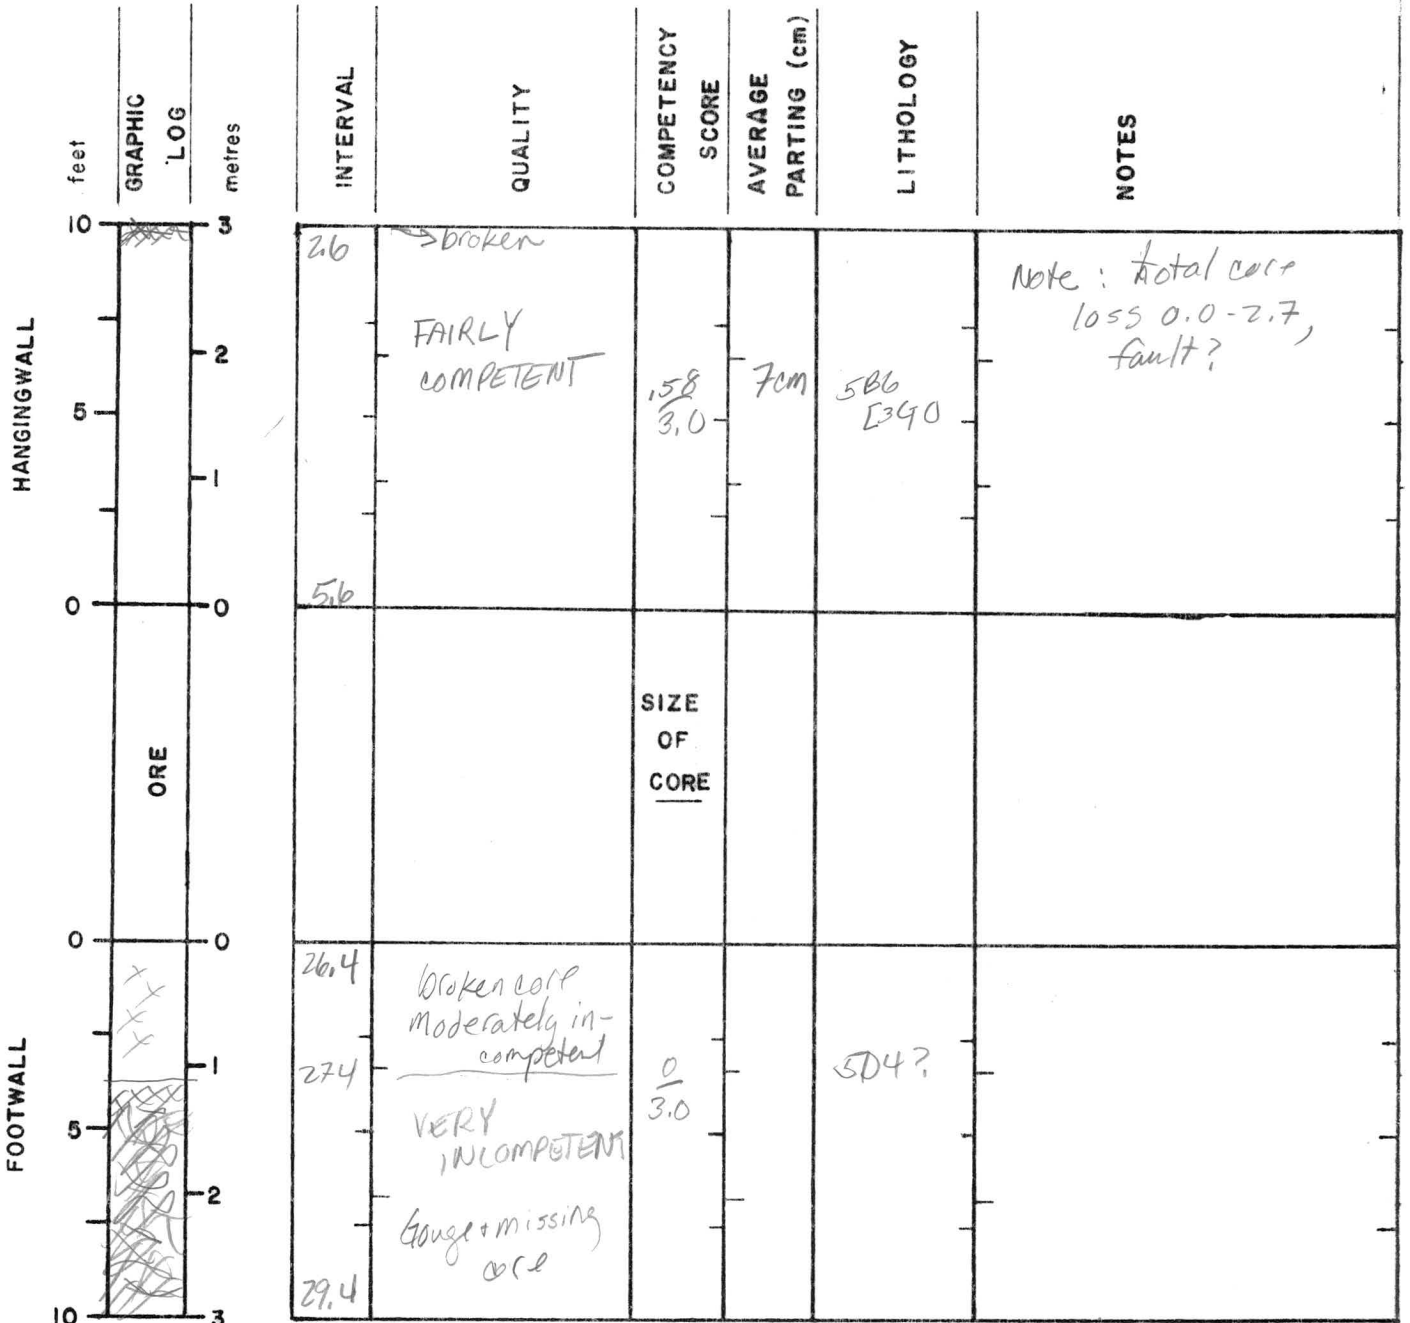 feet
GRAPHIC
LOG
metres
INTERVAL
QUALITY
COMPETENCY
SCORE
AVERAGE
PARTING (cm)
LITHOLOGY
NOTES
HANGINGWALL
10
3
2
5
1
0
0
2.6
broken
FAIRLY
COMPETENT
.58
3.0
7cm
5B6
[3G0
Note : total core
loss 0.0-2.7,
fault?
5.6
ORE
SIZE
OF
CORE
FOOTWALL
0
0
1
5
2
10
3
26.4
broken core
moderately in-
competent
27.4
0
3.0
5D4?
VERY
INCOMPETENT
Gouge + missing
core
29.4